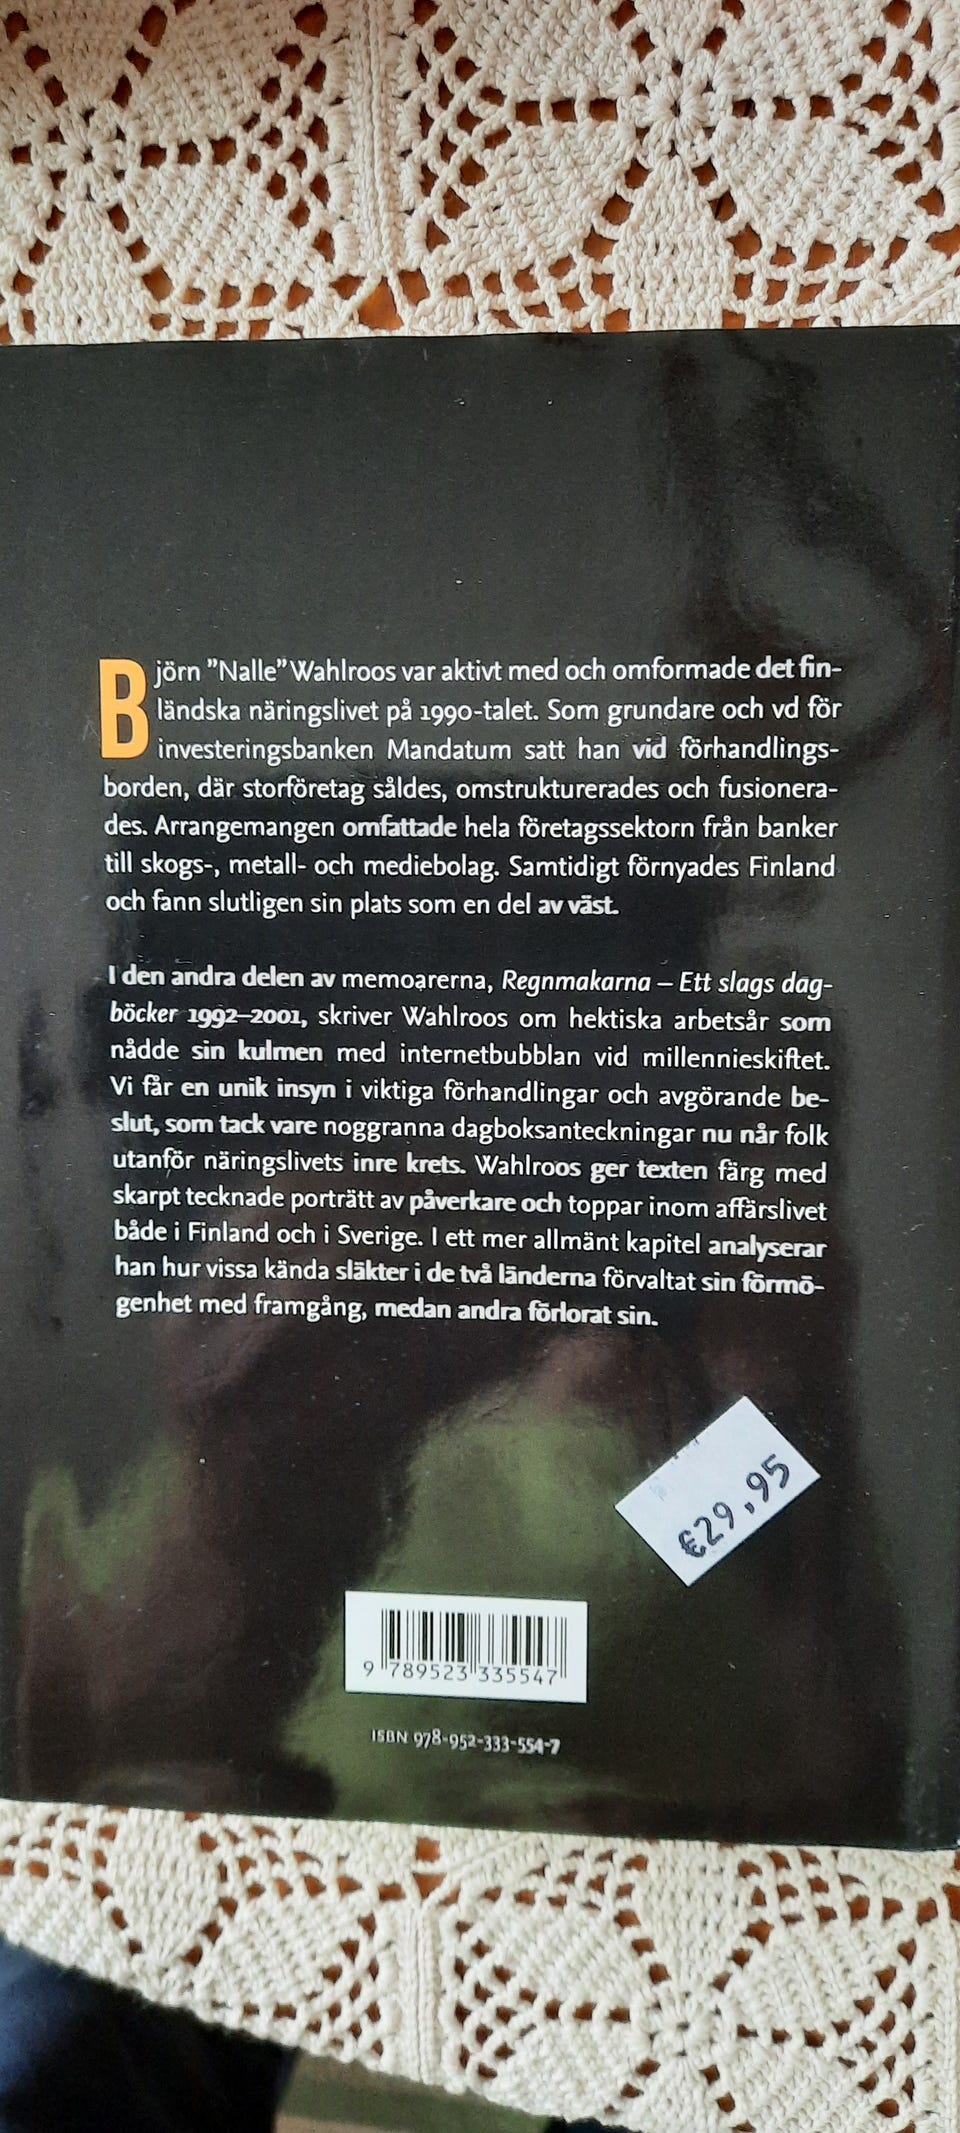 Björn ”Nalle” Wahlroos var aktivt med och omformade det fin-
ländska näringslivet på 1990-talet. Som grundare och vd för
investeringsbanken Mandatum satt han vid förhandlings-
borden, där storföretag såldes, omstrukturerades och fusionera-
des. Arrangemangen omfattade hela företagssektorn från banker
till skogs-, metall- och mediebolag. Samtidigt förnyades Finland
och fann slutligen sin plats som en del av väst.
I den andra delen av memoarerna, Regnmakarna – Ett slags dag-
böcker 1992–2001, skriver Wahlroos om hektiska arbetsår som
nådde sin kulmen med internetbubblan vid millennieskiftet.
Vi får en unik insyn i viktiga förhandlingar och avgörande be-
slut, som tack vare noggranna dagboksanteckningar nu når folk
utanför näringslivets inre krets. Wahlroos ger texten färg med
skarpt tecknade porträtt av påverkare och toppar inom affärslivet
både i Finland och i Sverige. I ett mer allmänt kapitel analyserar
han hur vissa kända släkter i de två länderna förvaltat sin förmö-
genhet med framgång, medan andra förlorat sin.
€29,95
9 789523 335547
ISBN 978-952-333-554-7